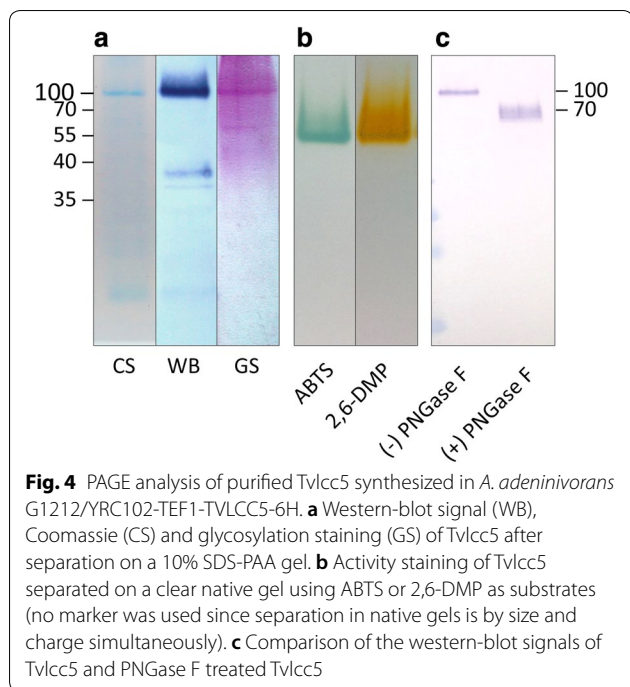 a b c
100
70
55
40
35
100
70
CS WB GS
ABTS
2,6-DMP
(-) PNGase F
(+) PNGase F
Fig. 4 PAGE analysis of purified Tvlcc5 synthesized in A. adeninivorans
G1212/YRC102-TEF1-TVLCC5-6H. a Western-blot signal (WB),
Coomassie (CS) and glycosylation staining (GS) of Tvlcc5 after
separation on a 10% SDS-PAA gel. b Activity staining of Tvlcc5
separated on a clear native gel using ABTS or 2,6-DMP as substrates
(no marker was used since separation in native gels is by size and
charge simultaneously). c Comparison of the western-blot signals of
Tvlcc5 and PNGase F treated Tvlcc5